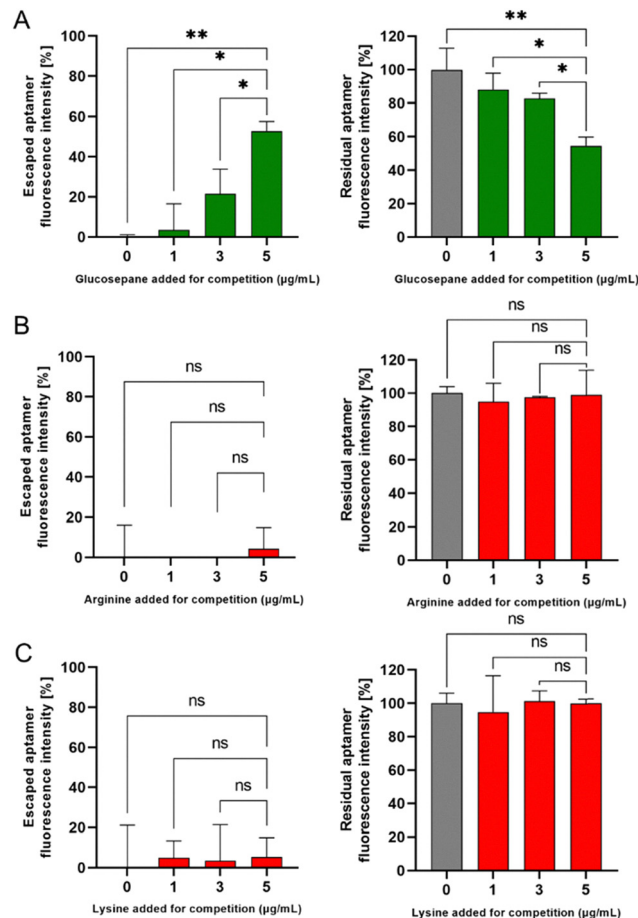 A
Escaped aptamer
fluorescence intensity [%]
100
80
60
40
20
0
**
*
*
0 1 3 5
Glucosepane added for competition (µg/mL)
Residual aptamer
fluorescence intensity [%]
120
100
80
60
40
20
0
**
*
*
0 1 3 5
Glucosepane added for competition (µg/mL)
B
Escaped aptamer
fluorescence intensity [%]
100
80
60
40
20
0
ns
ns
ns
0 1 3 5
Arginine added for competition (µg/mL)
Residual aptamer
fluorescence intensity [%]
120
100
80
60
40
20
0
ns
ns
ns
0 1 3 5
Arginine added for competition (µg/mL)
C
Escaped aptamer
fluorescence intensity [%]
100
80
60
40
20
0
ns
ns
ns
0 1 3 5
Lysine added for competition (µg/mL)
Residual aptamer
fluorescence intensity [%]
120
100
80
60
40
20
0
ns
ns
ns
0 1 3 5
Lysine added for competition (µg/mL)